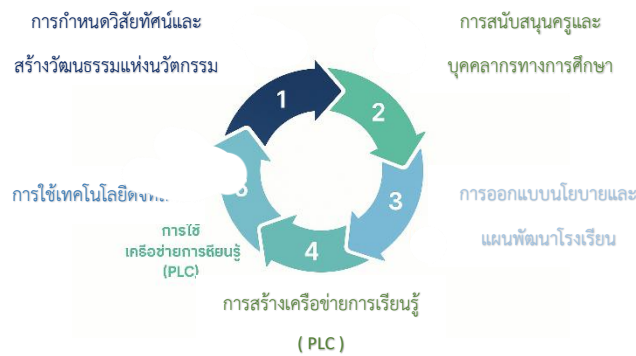 การกำหนดวิสัยทัศน์และ
สร้างวัฒนธรรมแห่งนวัตกรรม
การสนับสนุนครูและ
บุคคลากรทางการศึกษา
1
2
การใช้เทคโนโลยี
3
การออกแบบนโยบายและ
แผนพัฒนาโรงเรียน
การใช้
เครือข่ายการเรียนรู้
(PLC)
4
การสร้างเครือข่ายการเรียนรู้
( PLC )